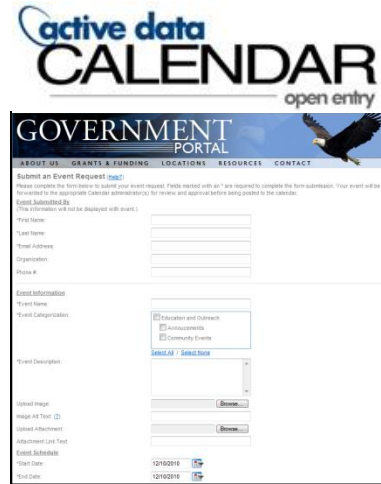 active data
CALENDAR
open entry
GOVERNMENT
PORTAL
ABOUT US GRANTS & FUNDING LOCATIONS RESOURCES CONTACT
Submit an Event Request (Help?)
Please complete the form below to submit your event request. Fields marked with an * are required to complete the form submission. Your event will be
forwarded to the appropriate Calendar administrator(s) for review and approval before being posted to the calendar.
Event Submitted By
(This information will not be displayed with event.)
*First Name:
*Last Name:
*Email Address:
Organization:
Phone #:
Event Information
*Event Name:
*Event Categorization:
Education and Outreach
Announcements
Community Events
Select All / Select None
*Event Description:
Upload Image: Browse...
Image Alt Text: (?)
Upload Attachment: Browse...
Attachment Link Text:
Event Schedule
*Start Date: 12/10/2010
*End Date: 12/10/2010